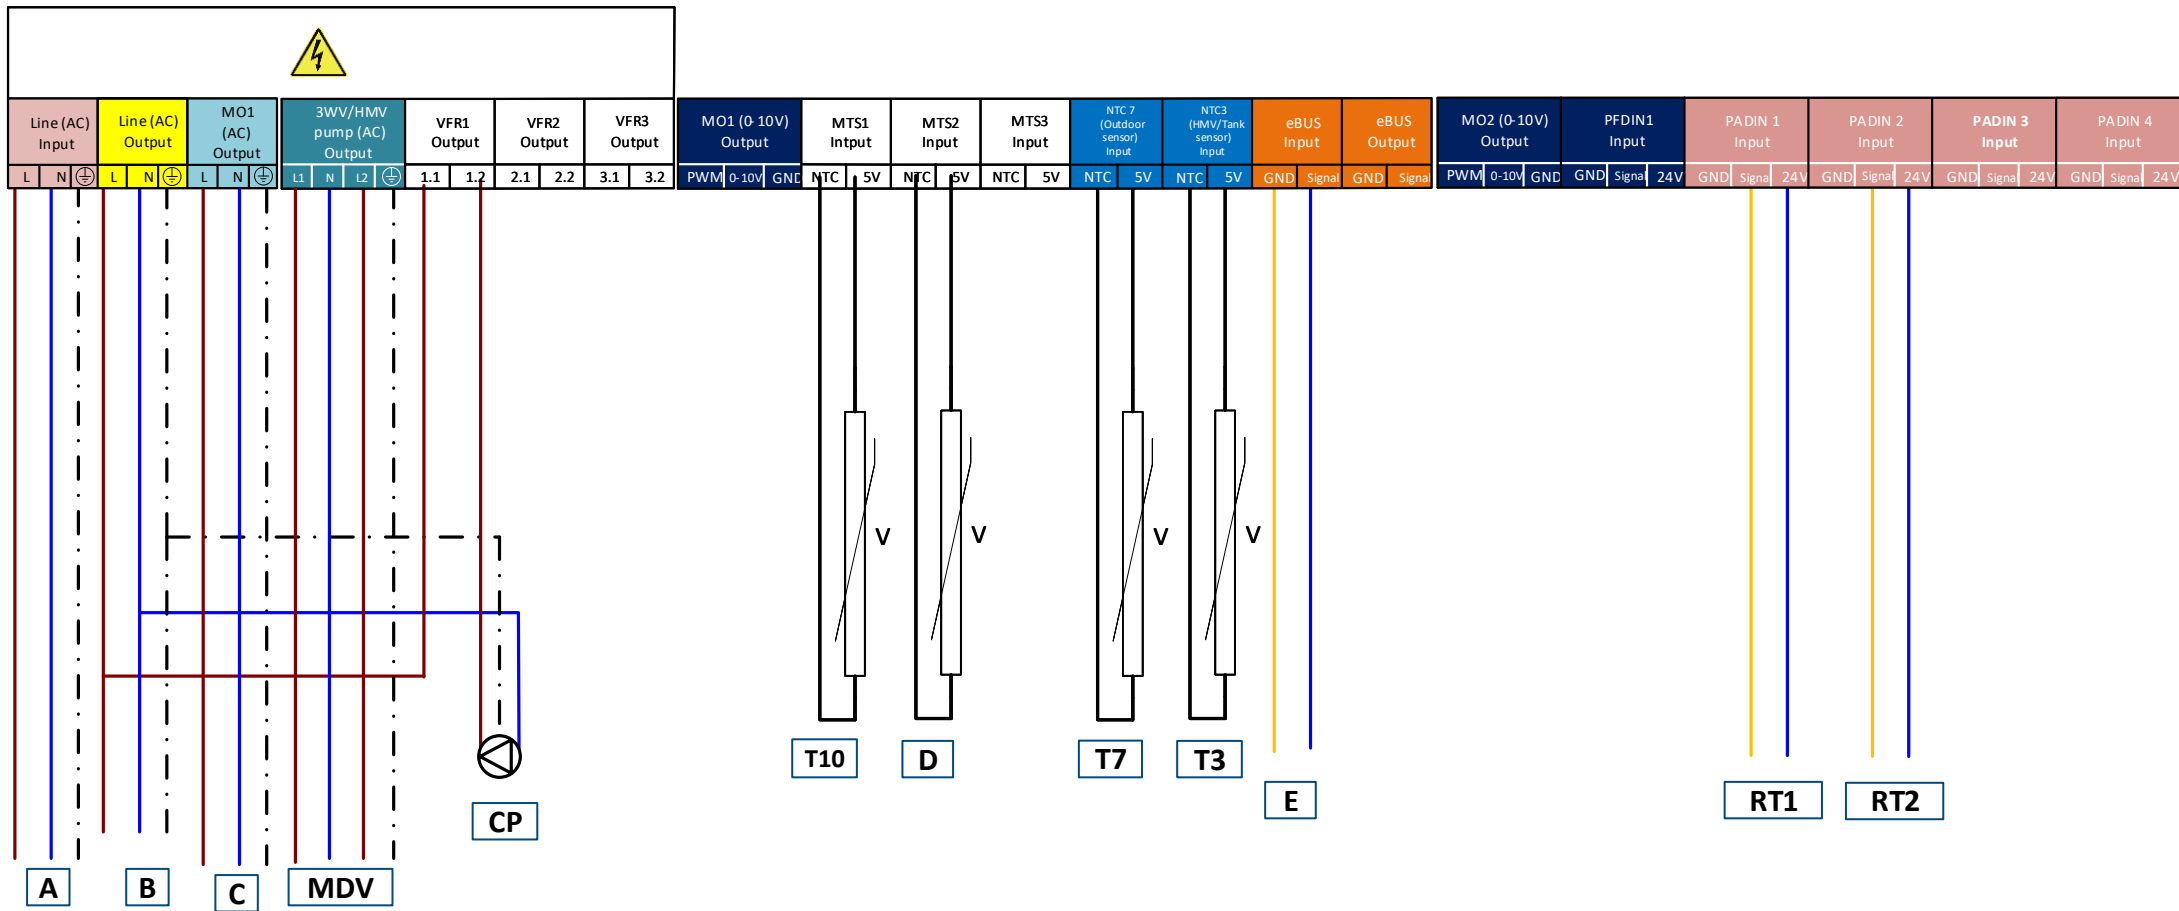 Line (AC)
Input
Line (AC)
Output
MO1
(AC)
Output
3WV/HMV
pump (AC)
Output
VFR1
Output
VFR2
Output
VFR3
Output
MO1 (0-10V)
Output
MTS1
Intput
MTS2
Input
MTS3
Input
NTC 7
(Outdoor
sensor)
Input
NTC3
(HMV/Tank
sensor)
Input
eBUS
Input
eBUS
Output
MO2 (0-10V)
Output
PFDIN1
Input
PADIN 1
Input
PADIN 2
Input
PADIN 3
Input
PADIN 4
Input
L N L N L N L1 N L2 1.1 1.2 2.1 2.2 3.1 3.2 PWM 0-10V GND NTC 5V NTC 5V NTC 5V NTC 5V NTC 5V GND Signal GND Signal PWM 0-10V GND GND Signal 24V GND Signal 24V GND Signal 24V GND Signal 24V GND Signal 24V
V V V V
T10 D T7 T3
E RT1 RT2
CP
A B C MDV